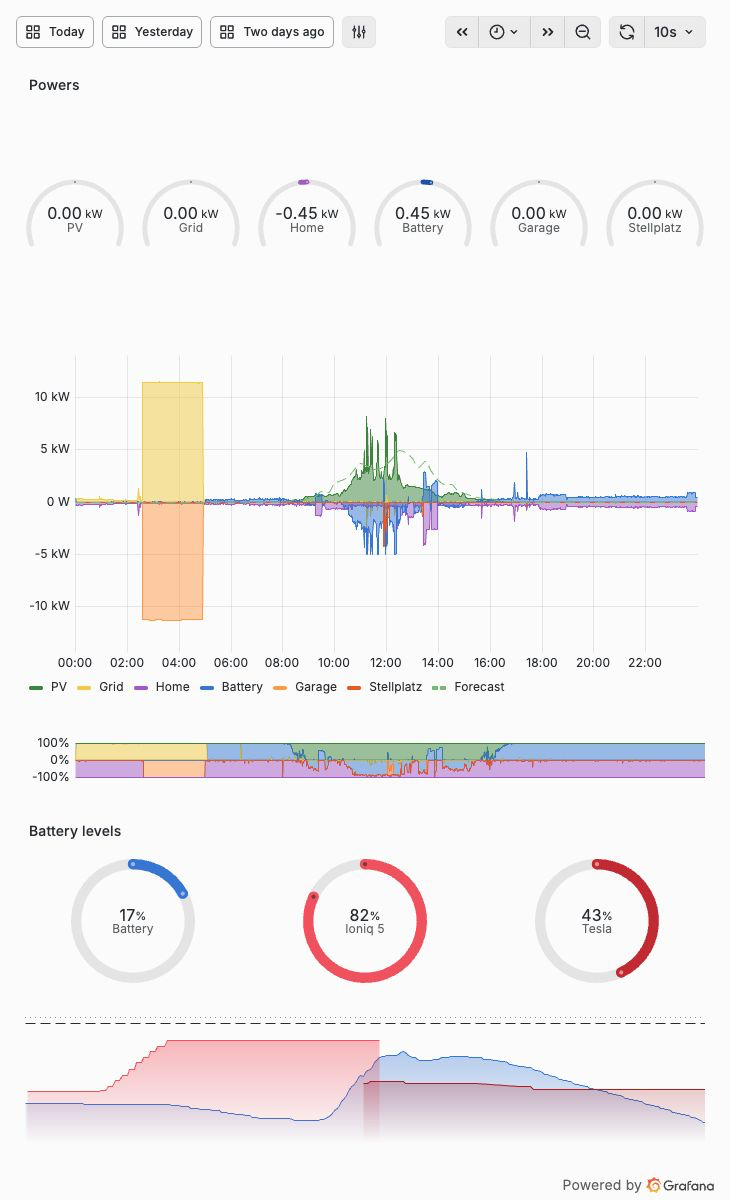 Today Yesterday Two days ago 10s
Powers
0.00 kW 0.00 kW -0.45 kW 0.45 kW 0.00 kW 0.00 kW
PV Grid Home Battery Garage Stellplatz
10 kW
5 kW
0 W
-5 kW
-10 kW
00:00 02:00 04:00 06:00 08:00 10:00 12:00 14:00 16:00 18:00 20:00 22:00
PV Grid Home Battery Garage Stellplatz Forecast
100%
0%
-100%
Battery levels
17% 82% 43%
Battery Ioniq 5 Tesla
Powered by Grafana